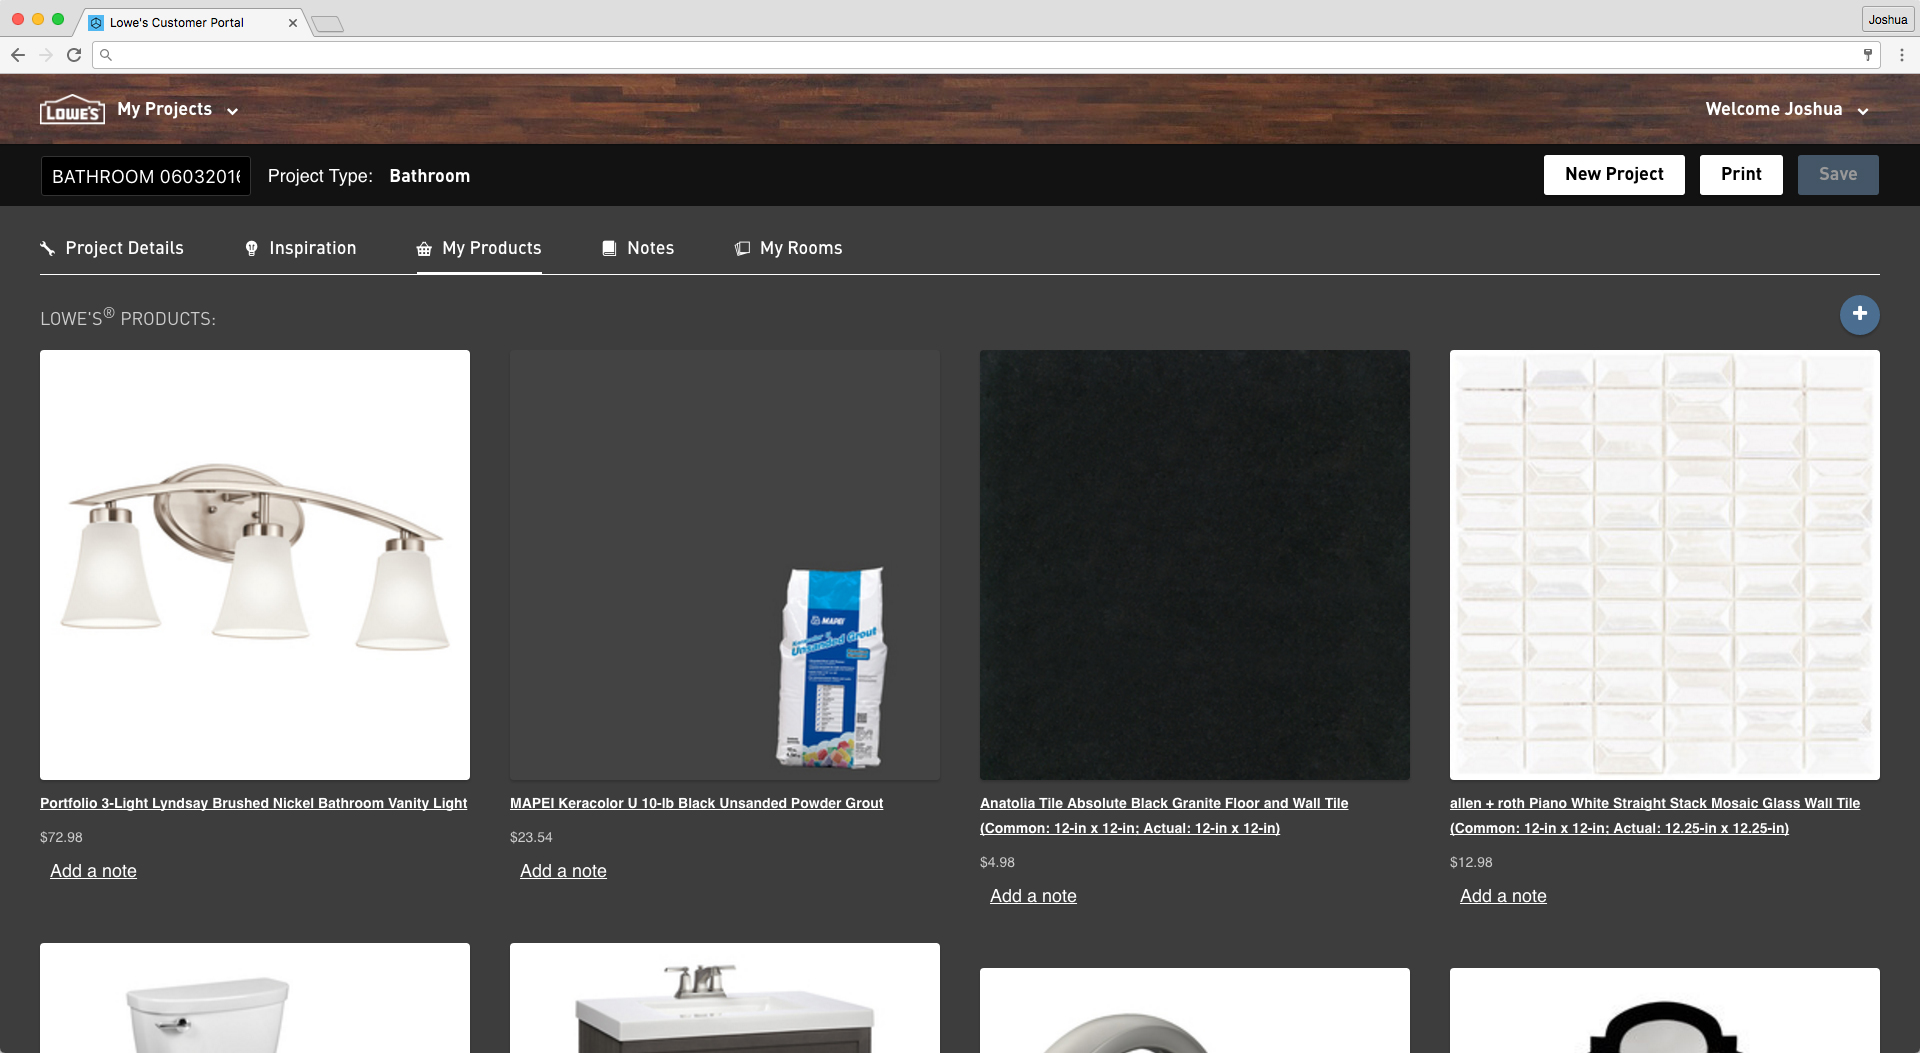 Lowe's Customer Portal
Joshua
LOWE'S
My Projects
Welcome Joshua
BATHROOM 06032016
Project Type: Bathroom
New Project
Print
Save
Project Details
Inspiration
My Products
Notes
My Rooms
LOWE'S® PRODUCTS:
MAPEI
Keracolor U
Unsanded Grout
Portfolio 3-Light Lyndsay Brushed Nickel Bathroom Vanity Light
$72.98
Add a note
MAPEI Keracolor U 10-lb Black Unsanded Powder Grout
$23.54
Add a note
Anatolia Tile Absolute Black Granite Floor and Wall Tile
(Common: 12-in x 12-in; Actual: 12-in x 12-in)
$4.98
Add a note
allen + roth Piano White Straight Stack Mosaic Glass Wall Tile
(Common: 12-in x 12-in; Actual: 12.25-in x 12.25-in)
$12.98
Add a note